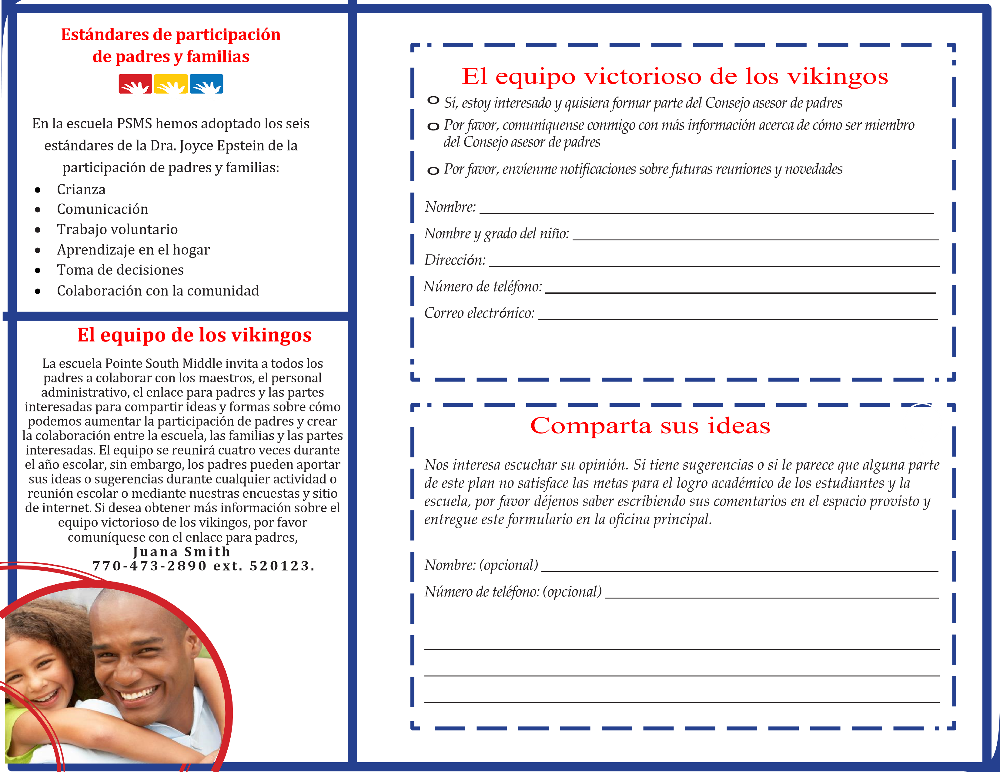 Estándares de participación
de padres y familias
En la escuela PSMS hemos adoptado los seis
estándares de la Dra. Joyce Epstein de la
participación de padres y familias:
• Crianza
• Comunicación
• Trabajo voluntario
• Aprendizaje en el hogar
• Toma de decisiones
• Colaboración con la comunidad
El equipo de los vikingos
La escuela Pointe South Middle invita a todos los
padres a colaborar con los maestros, el personal
administrativo, el enlace para padres y las partes
interesadas para compartir ideas y formas sobre cómo
podemos aumentar la participación de padres y crear
la colaboración entre la escuela, las familias y las partes
interesadas. El equipo se reunirá cuatro veces durante
el año escolar, sin embargo, los padres pueden aportar
sus ideas o sugerencias durante cualquier actividad o
reunión escolar o mediante nuestras encuestas y sitio
de internet. Si desea obtener más información sobre el
equipo victorioso de los vikingos, por favor
comuníquese con el enlace para padres,
Juana Smith
770-473-2890 ext. 520123.
El equipo victorioso de los vikingos
o Sí, estoy interesado y quisiera formar parte del Consejo asesor de padres
o Por favor, comuníquense conmigo con más información acerca de cómo ser miembro
del Consejo asesor de padres
o Por favor, envíenme notificaciones sobre futuras reuniones y novedades
Nombre:
Nombre y grado del niño:
Dirección:
Número de teléfono:
Correo electrónico:
Comparta sus ideas
Nos interesa escuchar su opinión. Si tiene sugerencias o si le parece que alguna parte
de este plan no satisface las metas para el logro académico de los estudiantes y la
escuela, por favor déjenos saber escribiendo sus comentarios en el espacio provisto y
entregue este formulario en la oficina principal.
Nombre: (opcional)
Número de teléfono: (opcional)